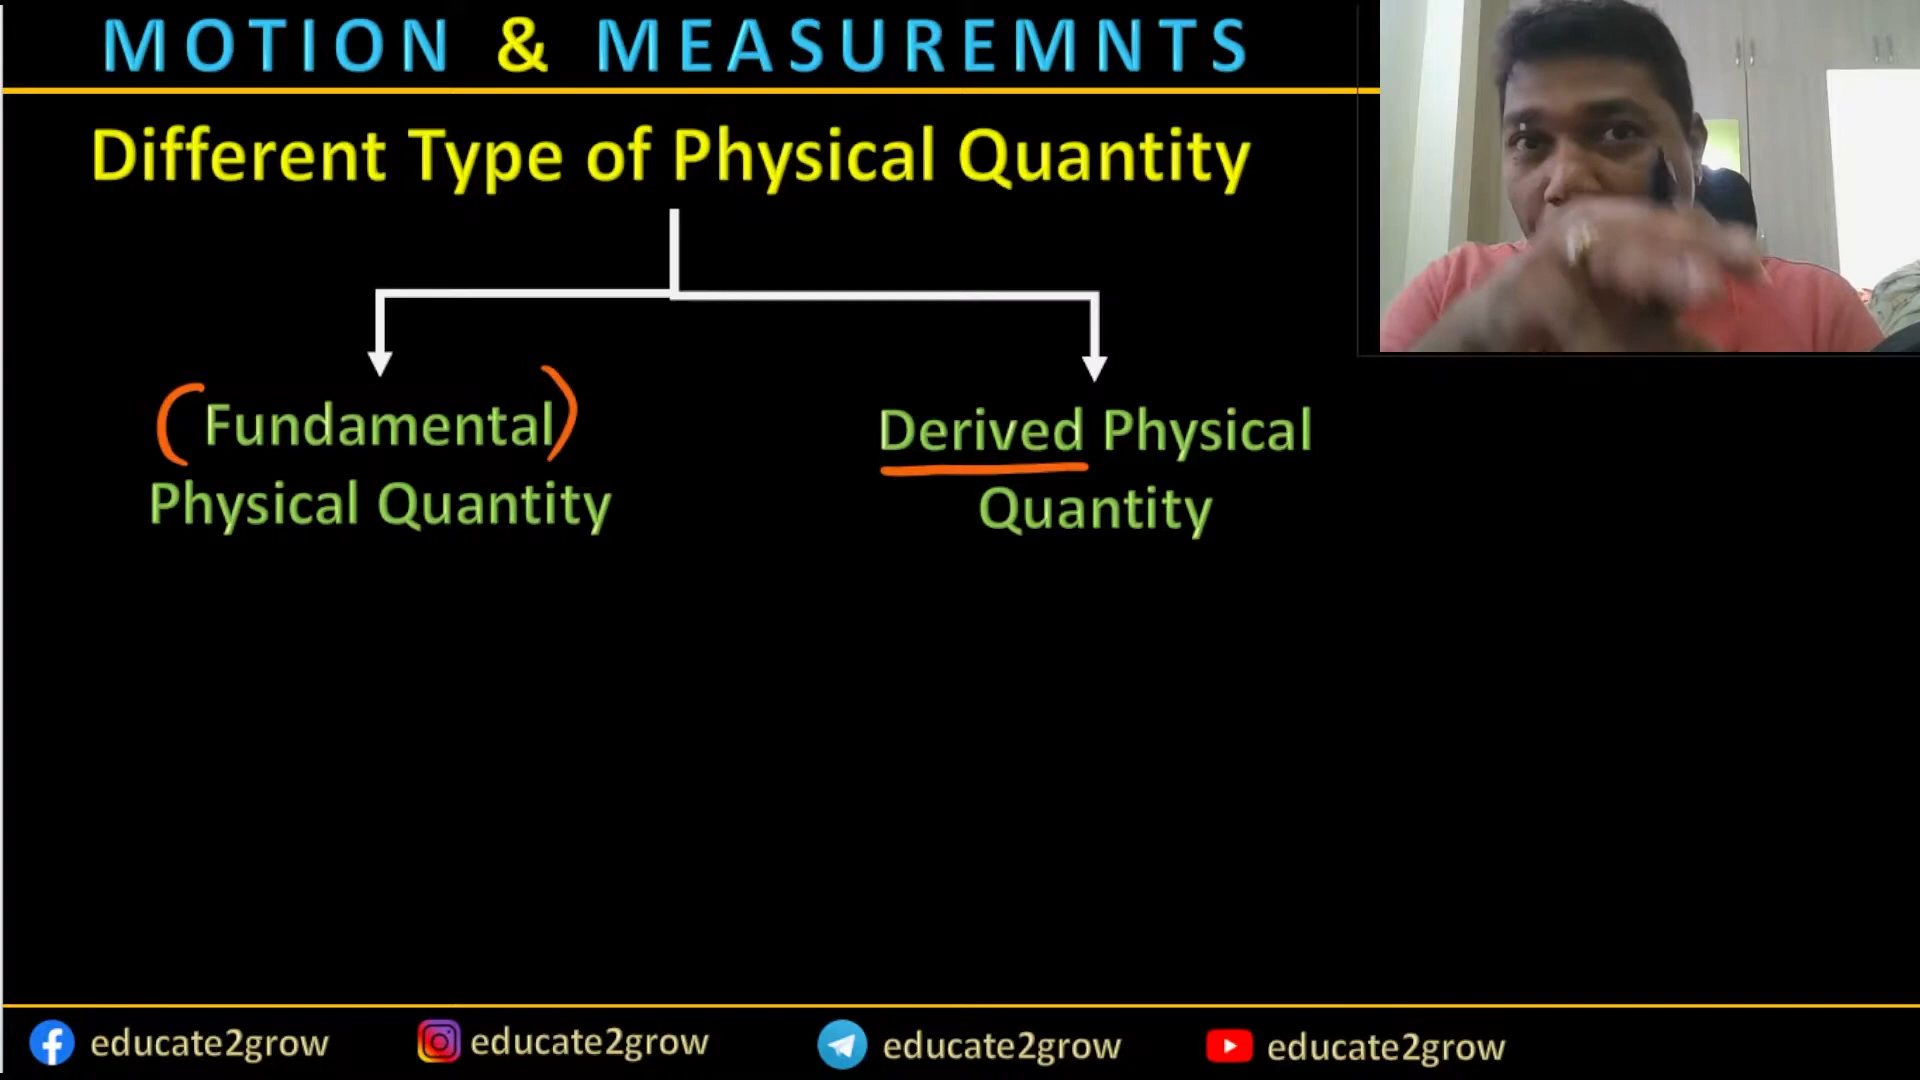 MOTION & MEASUREMNTS
Different Type of Physical Quantity
Fundamental
Physical Quantity
Derived Physical
Quantity
educate2grow
educate2grow
educate2grow
educate2grow